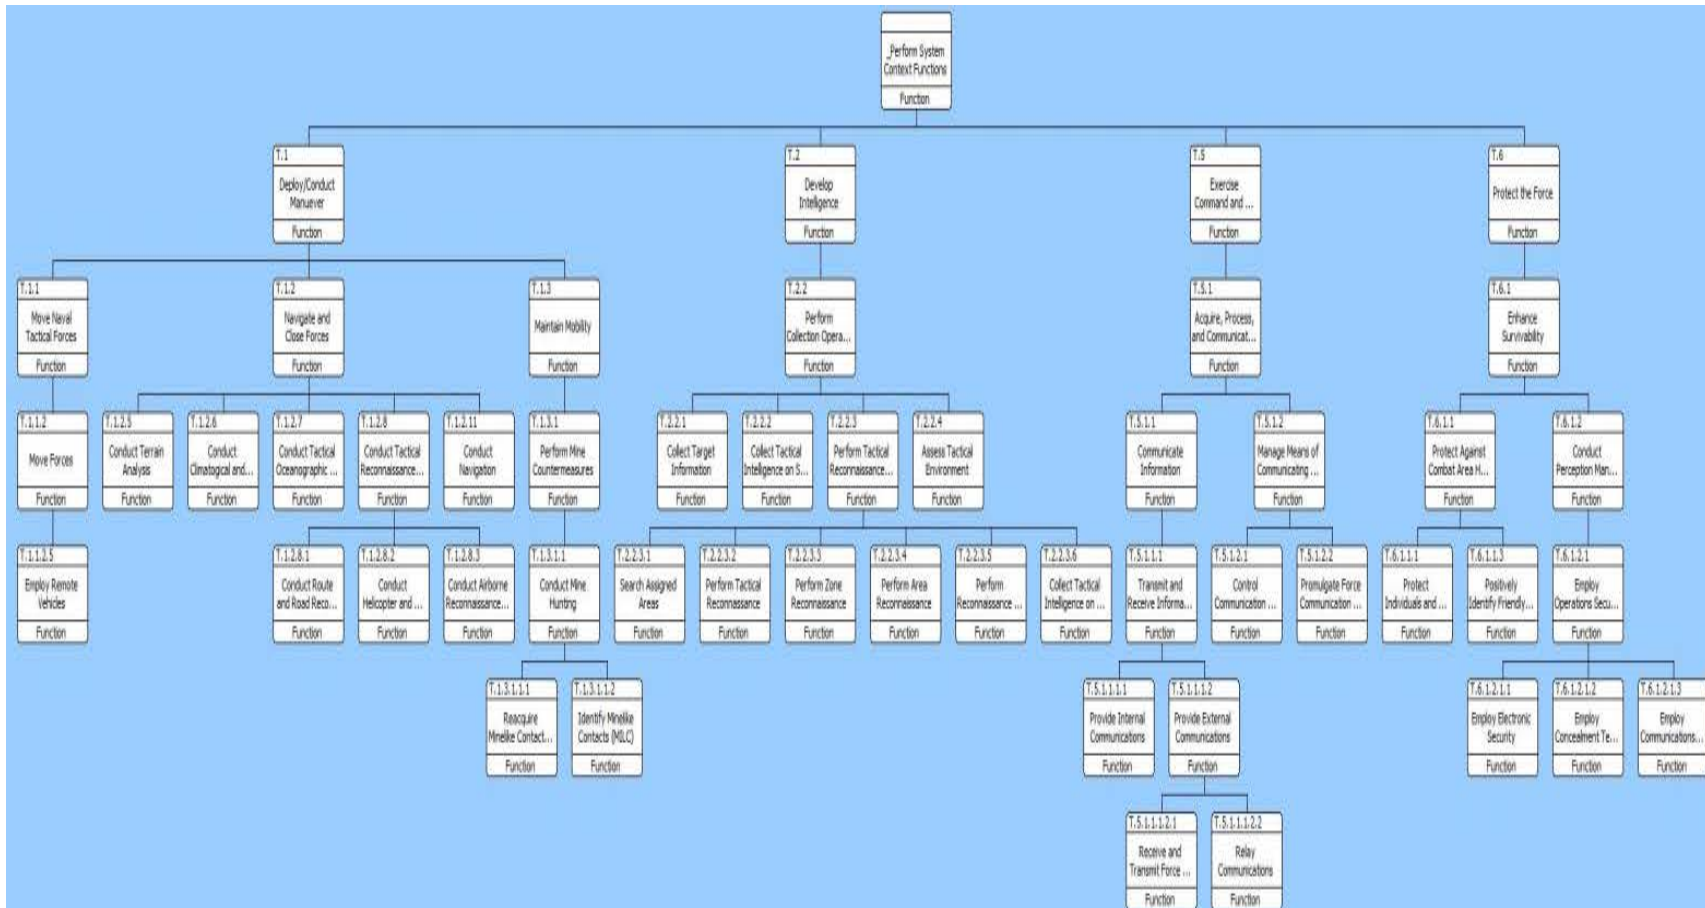 _Perform System
Context Functions
Function
T.1
Deploy/Conduct
Manuever
Function
T.2
Develop
Intelligence
Function
T.5
Exercise
Command and ...
Function
T.6
Protect the Force
Function
T.1.1
Move Naval
Tactical Forces
Function
T.1.2
Navigate and
Close Forces
Function
T.1.3
Maintain Mobility
Function
T.2.2
Perform
Collection Opera...
Function
T.5.1
Acquire, Process,
and Communicat...
Function
T.6.1
Enhance
Survivability
Function
T.1.1.2
Move Forces
Function
T.1.2.5
Conduct Terrain
Analysis
Function
T.1.2.6
Conduct
Climatogical and...
Function
T.1.2.7
Conduct Tactical
Oceanographic ...
Function
T.1.2.8
Conduct Tactical
Reconnaissance...
Function
T.1.2.11
Conduct
Navigation
Function
T.1.3.1
Perform Mine
Countermeasures
Function
T.2.2.1
Collect Target
Information
Function
T.2.2.2
Collect Tactical
Intelligence on S...
Function
T.2.2.3
Perform Tactical
Reconnaissance...
Function
T.2.2.4
Assess Tactical
Environment
Function
T.5.1.1
Communicate
Information
Function
T.5.1.2
Manage Means of
Communicating ...
Function
T.6.1.1
Protect Against
Combat Area H...
Function
T.6.1.2
Conduct
Perception Man...
Function
T.1.1.2.5
Employ Remote
Vehicles
Function
T.1.2.8.1
Conduct Route
and Road Reco...
Function
T.1.2.8.2
Conduct
Helicopter and ...
Function
T.1.2.8.3
Conduct Airborne
Reconnaissance...
Function
T.1.3.1.1
Conduct Mine
Hunting
Function
T.2.2.3.1
Search Assigned
Areas
Function
T.2.2.3.2
Perform Tactical
Reconnaissance
Function
T.2.2.3.3
Perform Zone
Reconnaissance
Function
T.2.2.3.4
Perform Area
Reconnaissance
Function
T.2.2.3.5
Perform
Reconnaissance ...
Function
T.2.2.3.6
Collect Tactical
Intelligence on ...
Function
T.5.1.1.1
Transmit and
Receive Informa...
Function
T.5.1.2.1
Control
Communication ...
Function
T.5.1.2.2
Promulgate Force
Communication ...
Function
T.6.1.1.1
Protect
Individuals and ...
Function
T.6.1.1.3
Positively
Identify Friendly...
Function
T.6.1.2.1
Employ
Operations Secu...
Function
T.1.3.1.1.1
Reacquire
Minelike Contact...
Function
T.1.3.1.1.2
Identify Minelike
Contacts (MILC)
Function
T.5.1.1.1.1
Provide Internal
Communications
Function
T.5.1.1.1.2
Provide External
Communications
Function
T.6.1.2.1.1
Employ Electronic
Security
Function
T.6.1.2.1.2
Employ
Concealment Te...
Function
T.6.1.2.1.3
Employ
Communications...
Function
T.5.1.1.1.2.1
Receive and
Transmit Force ...
Function
T.5.1.1.1.2.2
Relay
Communications
Function